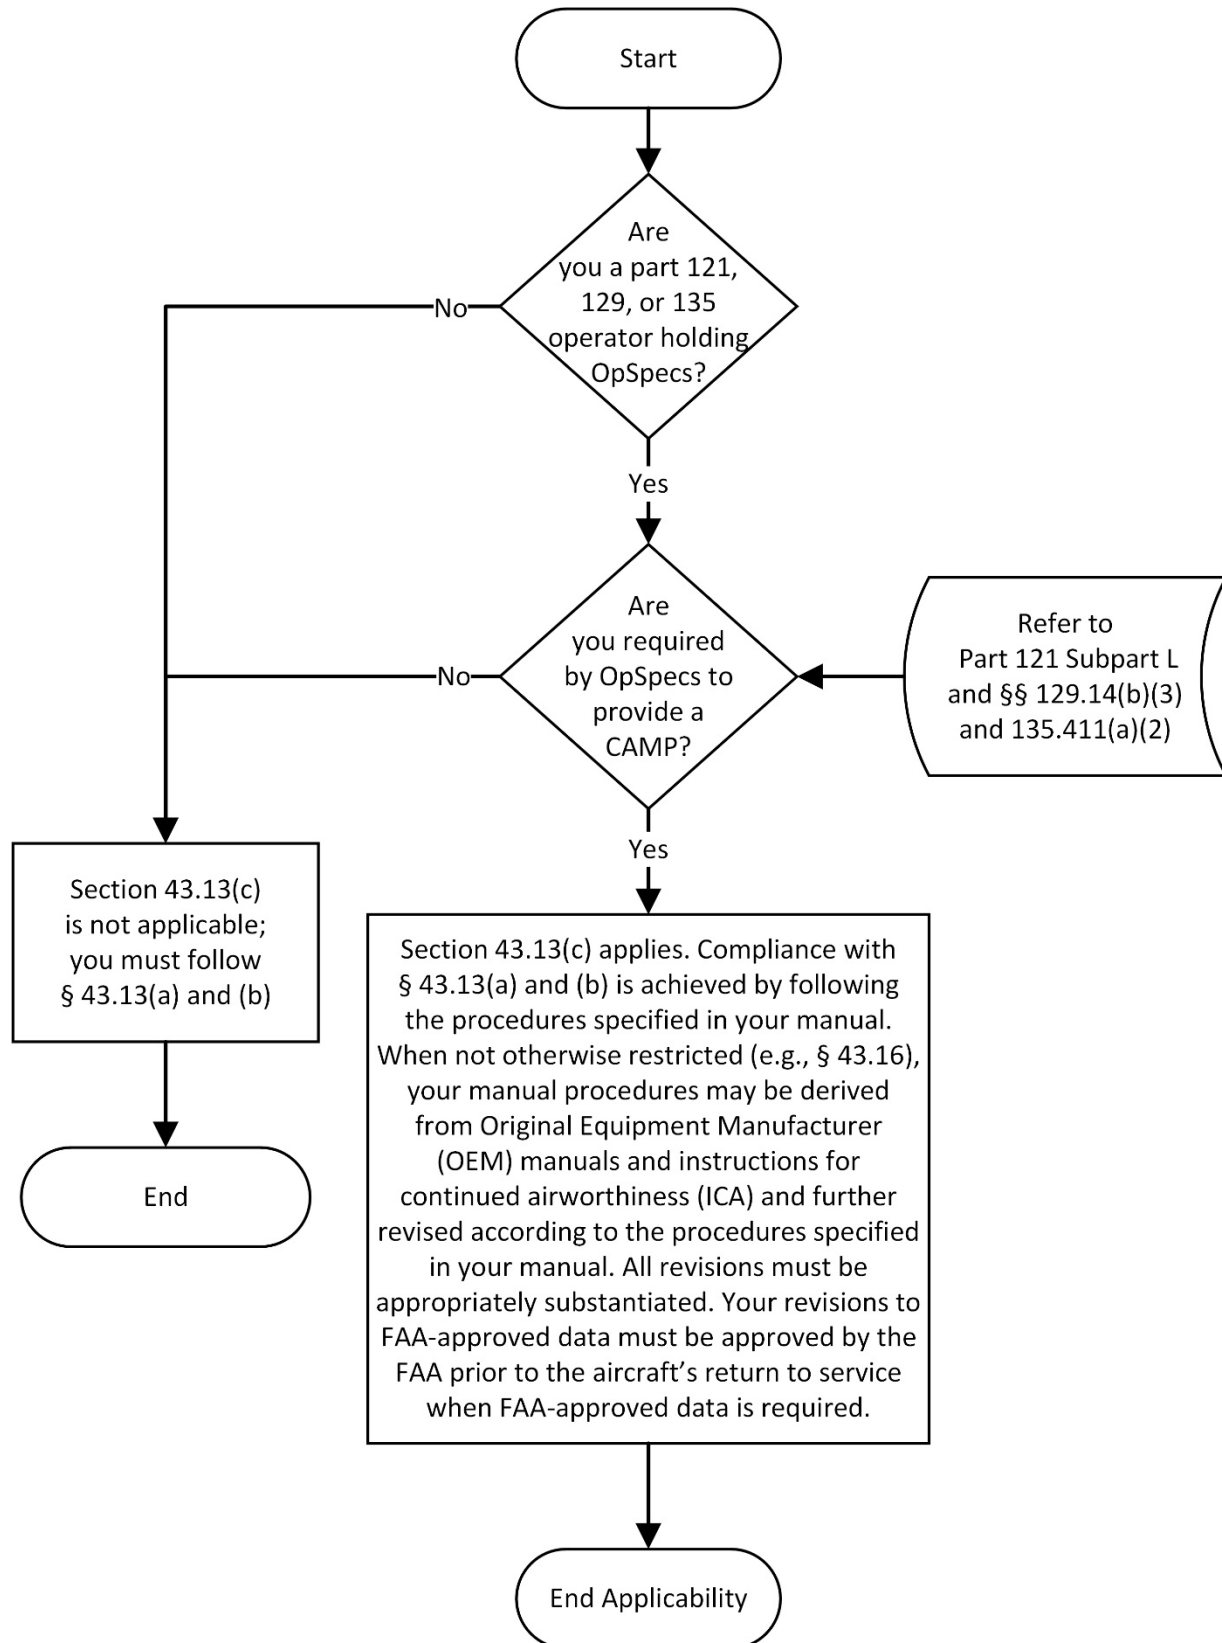 Start
Are
you a part 121,
129, or 135
operator holding
OpSpecs?
No
Yes
Are
you required
by OpSpecs to
provide a
CAMP?
No
Refer to
Part 121 Subpart L
and §§ 129.14(b)(3)
and 135.411(a)(2)
Yes
Section 43.13(c)
is not applicable;
you must follow
§ 43.13(a) and (b)
End
Section 43.13(c) applies. Compliance with
§ 43.13(a) and (b) is achieved by following
the procedures specified in your manual.
When not otherwise restricted (e.g., § 43.16),
your manual procedures may be derived
from Original Equipment Manufacturer
(OEM) manuals and instructions for
continued airworthiness (ICA) and further
revised according to the procedures specified
in your manual. All revisions must be
appropriately substantiated. Your revisions to
FAA-approved data must be approved by the
FAA prior to the aircraft’s return to service
when FAA-approved data is required.
End Applicability